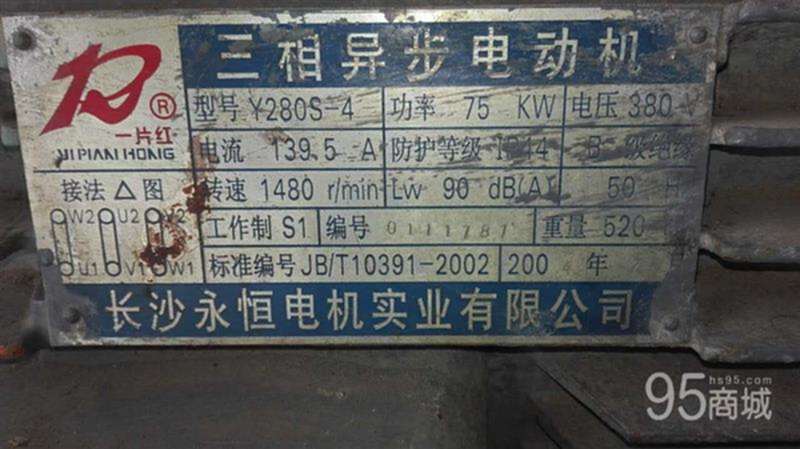 三相异步电动机
®
一片红
YI PIAN HONG
型号 Y280S-4 功率 75 KW 电压 380 V
电流 139.5 A 防护等级 IP44 B 级绝缘
接法 △ 图 转速 1480 r/min Lw 90 dB(A) 50 H
W2 U2 V2 工作制 S1 编号 0111787 重量 520
U1 V1 W1 标准编号 JB/T10391-2002 200 年
长沙永恒电机实业有限公司
hs95.com
95商城